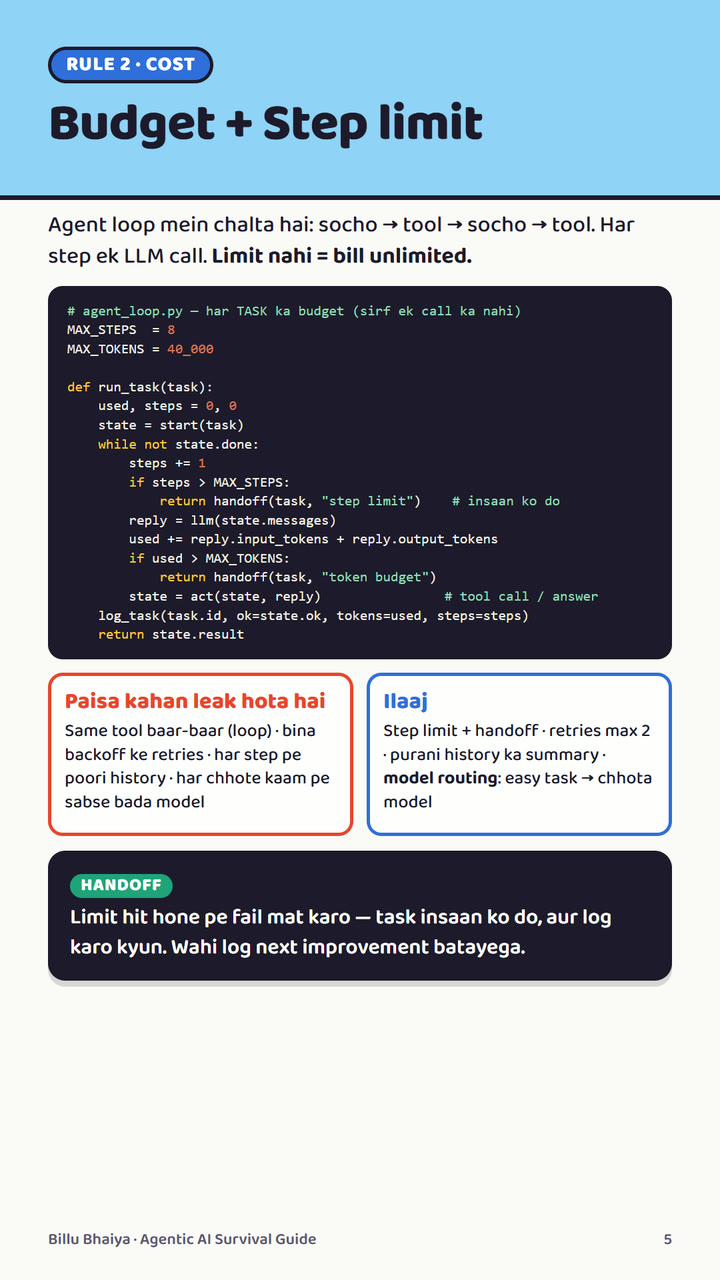 RULE 2 · COST
Budget + Step limit
Agent loop mein chalta hai: socho → tool → socho → tool. Har
step ek LLM call. Limit nahi = bill unlimited.
# agent_loop.py — har TASK ka budget (sirf ek call ka nahi)
MAX_STEPS  = 8
MAX_TOKENS = 40_000

def run_task(task):
    used, steps = 0, 0
    state = start(task)
    while not state.done:
        steps += 1
        if steps > MAX_STEPS:
            return handoff(task, "step limit")    # insaan ko do
        reply = llm(state.messages)
        used += reply.input_tokens + reply.output_tokens
        if used > MAX_TOKENS:
            return handoff(task, "token budget")
        state = act(state, reply)                # tool call / answer
    log_task(task.id, ok=state.ok, tokens=used, steps=steps)
    return state.result
Paisa kahan leak hota hai
Same tool baar-baar (loop) · bina
backoff ke retries · har step pe
poori history · har chhote kaam pe
sabse bada model
Ilaaj
Step limit + handoff · retries max 2
· purani history ka summary ·
model routing: easy task → chhota
model
HANDOFF
Limit hit hone pe fail mat karo — task insaan ko do, aur log
karo kyun. Wahi log next improvement batayega.
Billu Bhaiya · Agentic AI Survival Guide
5